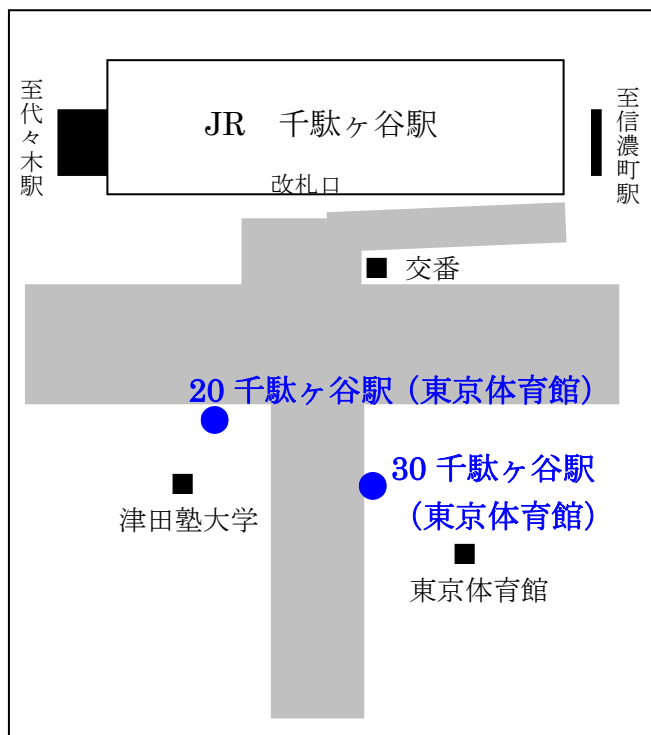 至代々木駅
JR 千駄ヶ谷駅
至信濃町駅
改札口
交番
20 千駄ヶ谷駅（東京体育館）
30 千駄ヶ谷駅
（東京体育館）
津田塾大学
東京体育館